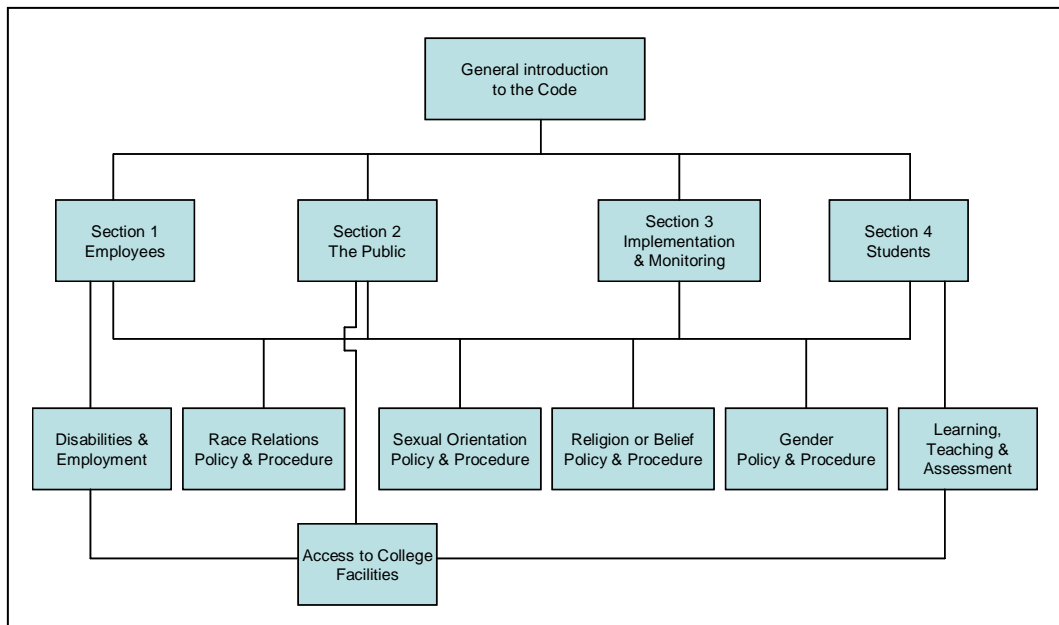 General introduction
to the Code
Section 1
Employees
Section 2
The Public
Section 3
Implementation
& Monitoring
Section 4
Students
Disabilities &
Employment
Race Relations
Policy & Procedure
Sexual Orientation
Policy & Procedure
Religion or Belief
Policy & Procedure
Gender
Policy & Procedure
Learning,
Teaching &
Assessment
Access to College
Facilities